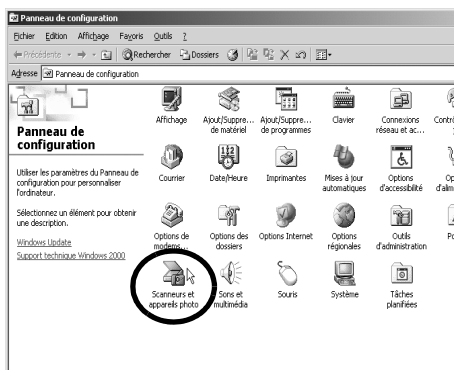 Panneau de configuration
Fichier Edition Affichage Favoris Outils ?
Précédente Rechercher Dossiers
Adresse Panneau de configuration
Panneau de
configuration
Utiliser les paramètres du Panneau de
configuration pour personnaliser
l'ordinateur.
Sélectionnez un élément pour obtenir
une description.
Windows Update
Support technique Windows 2000
Affichage
Ajout/Suppre...
de matériel
Ajout/Suppre...
de programmes
Clavier
Connexions
réseau et ac...
Courrier
Date/Heure
Imprimantes
Mises à jour
automatiques
Options
d'accessibilité
Options de
modems...
Options des
dossiers
Options Internet
Options
régionales
Outils
d'administration
Scanneurs et
appareils photo
Sons et
multimédia
Souris
Système
Tâches
planifiées